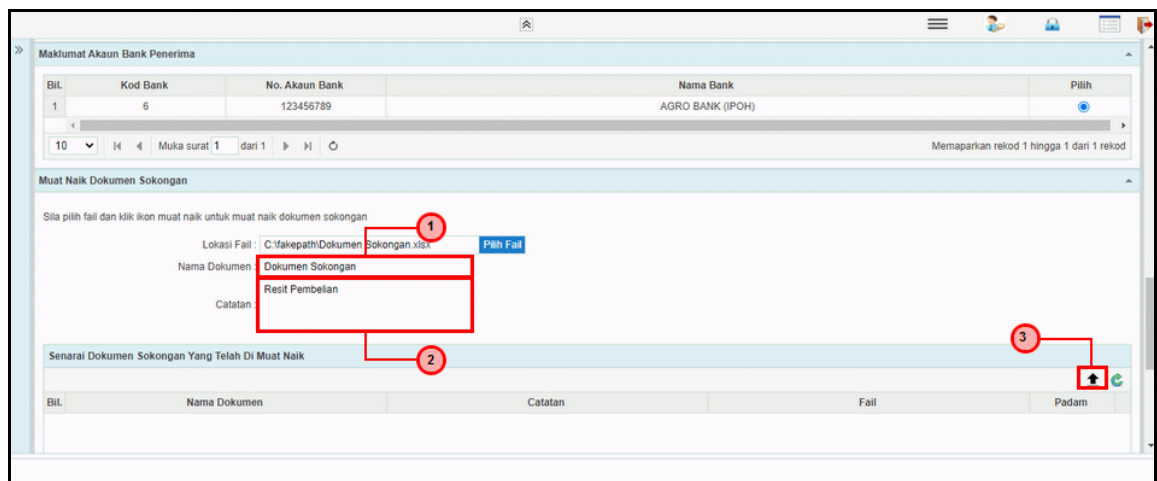 Maklumat Akaun Bank Penerima
Bil. Kod Bank No. Akaun Bank Nama Bank Pilih
1 6 123456789 AGRO BANK (IPOH)
10 Muka surat 1 dari 1 Memaparkan rekod 1 hingga 1 dari 1 rekod
Muat Naik Dokumen Sokongan
Sila pilih fail dan klik ikon muat naik untuk muat naik dokumen sokongan
1
Lokasi Fail : C:\fakepath\Dokumen Sokongan.xlsx Pilih Fail
Nama Dokumen : Dokumen Sokongan
Resit Pembelian
Catatan :
3
Senarai Dokumen Sokongan Yang Telah Di Muat Naik
2
Bil. Nama Dokumen Catatan Fail Padam